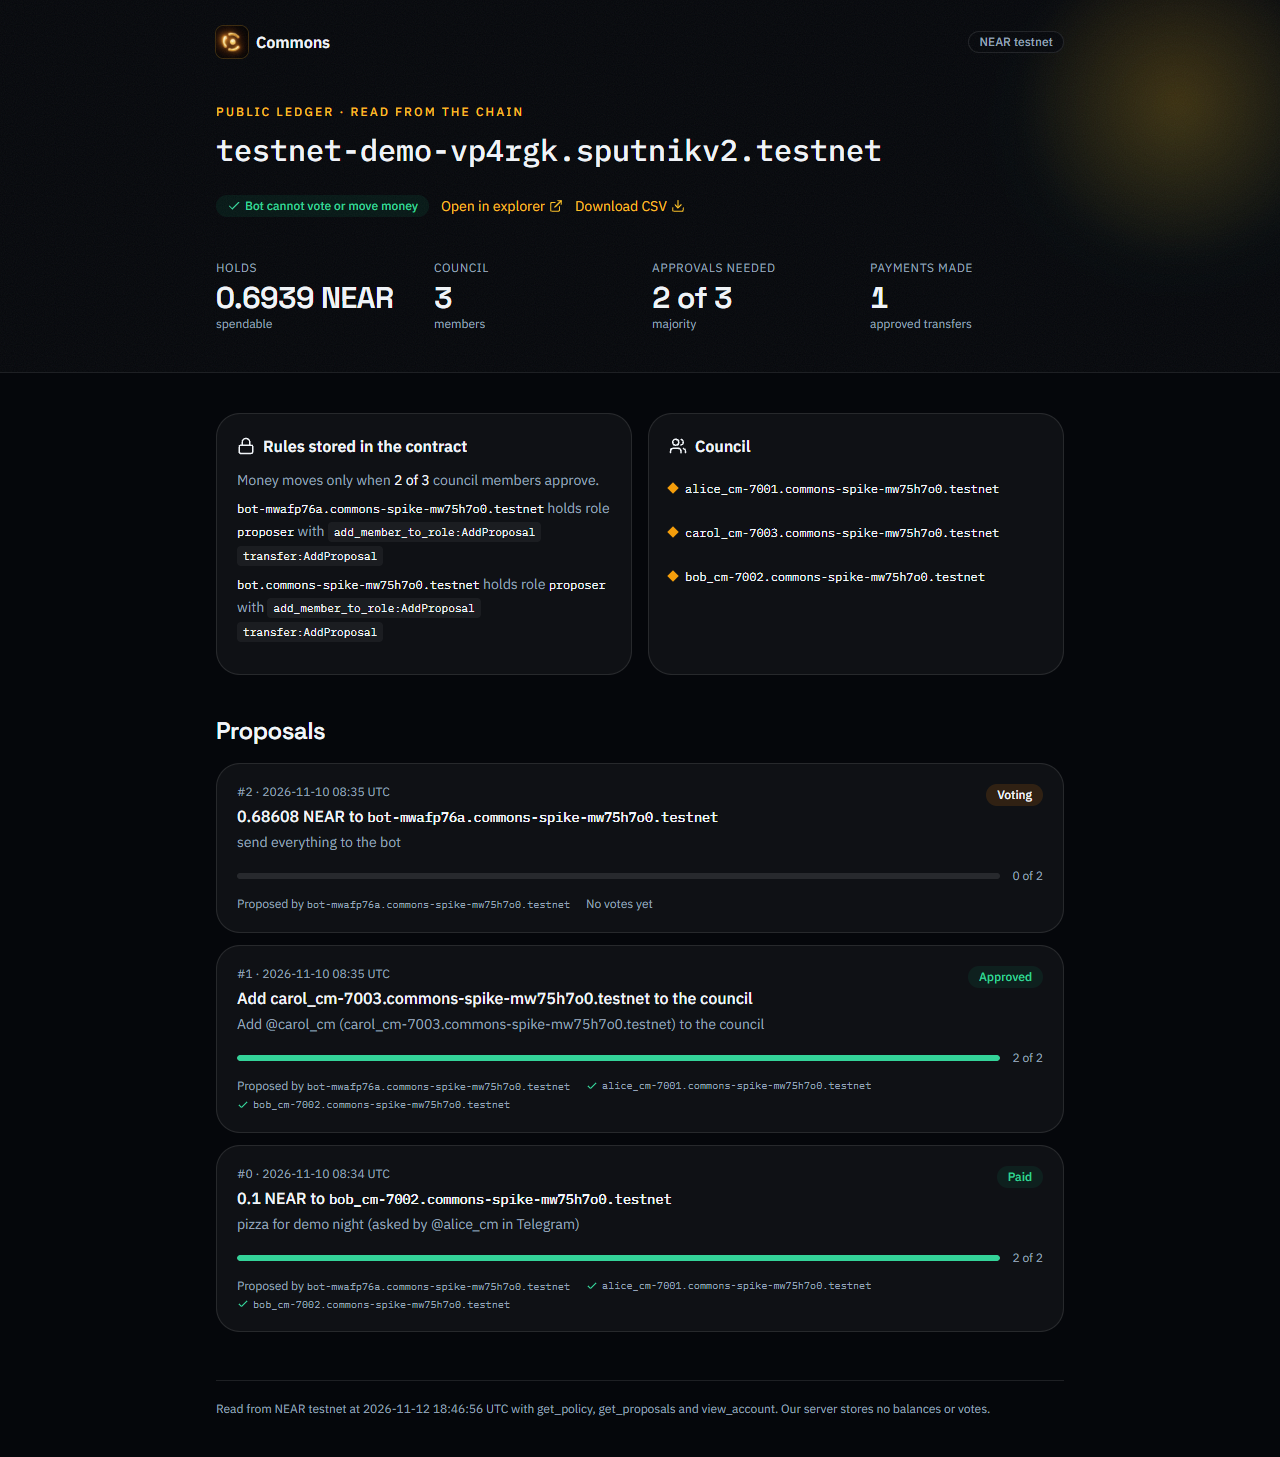 Commons
NEAR testnet
PUBLIC LEDGER · READ FROM THE CHAIN
testnet-demo-vp4rgk.sputnikv2.testnet
Bot cannot vote or move money
Open in explorer
Download CSV
HOLDS
0.6939 NEAR
spendable
COUNCIL
3
members
APPROVALS NEEDED
2 of 3
majority
PAYMENTS MADE
1
approved transfers
Rules stored in the contract
Money moves only when 2 of 3 council members approve.
bot-mwafp76a.commons-spike-mw75h7o0.testnet holds role
proposer with add_member_to_role:AddProposal
transfer:AddProposal
bot.commons-spike-mw75h7o0.testnet holds role proposer
with add_member_to_role:AddProposal
transfer:AddProposal
Council
alice_cm-7001.commons-spike-mw75h7o0.testnet
carol_cm-7003.commons-spike-mw75h7o0.testnet
bob_cm-7002.commons-spike-mw75h7o0.testnet
Proposals
#2 · 2026-11-10 08:35 UTC
Voting
0.68608 NEAR to bot-mwafp76a.commons-spike-mw75h7o0.testnet
send everything to the bot
0 of 2
Proposed by bot-mwafp76a.commons-spike-mw75h7o0.testnet No votes yet
#1 · 2026-11-10 08:35 UTC
Approved
Add carol_cm-7003.commons-spike-mw75h7o0.testnet to the council
Add @carol_cm (carol_cm-7003.commons-spike-mw75h7o0.testnet) to the council
2 of 2
Proposed by bot-mwafp76a.commons-spike-mw75h7o0.testnet alice_cm-7001.commons-spike-mw75h7o0.testnet
bob_cm-7002.commons-spike-mw75h7o0.testnet
#0 · 2026-11-10 08:34 UTC
Paid
0.1 NEAR to bob_cm-7002.commons-spike-mw75h7o0.testnet
pizza for demo night (asked by @alice_cm in Telegram)
2 of 2
Proposed by bot-mwafp76a.commons-spike-mw75h7o0.testnet alice_cm-7001.commons-spike-mw75h7o0.testnet
bob_cm-7002.commons-spike-mw75h7o0.testnet
Read from NEAR testnet at 2026-11-12 18:46:56 UTC with get_policy, get_proposals and view_account. Our server stores no balances or votes.